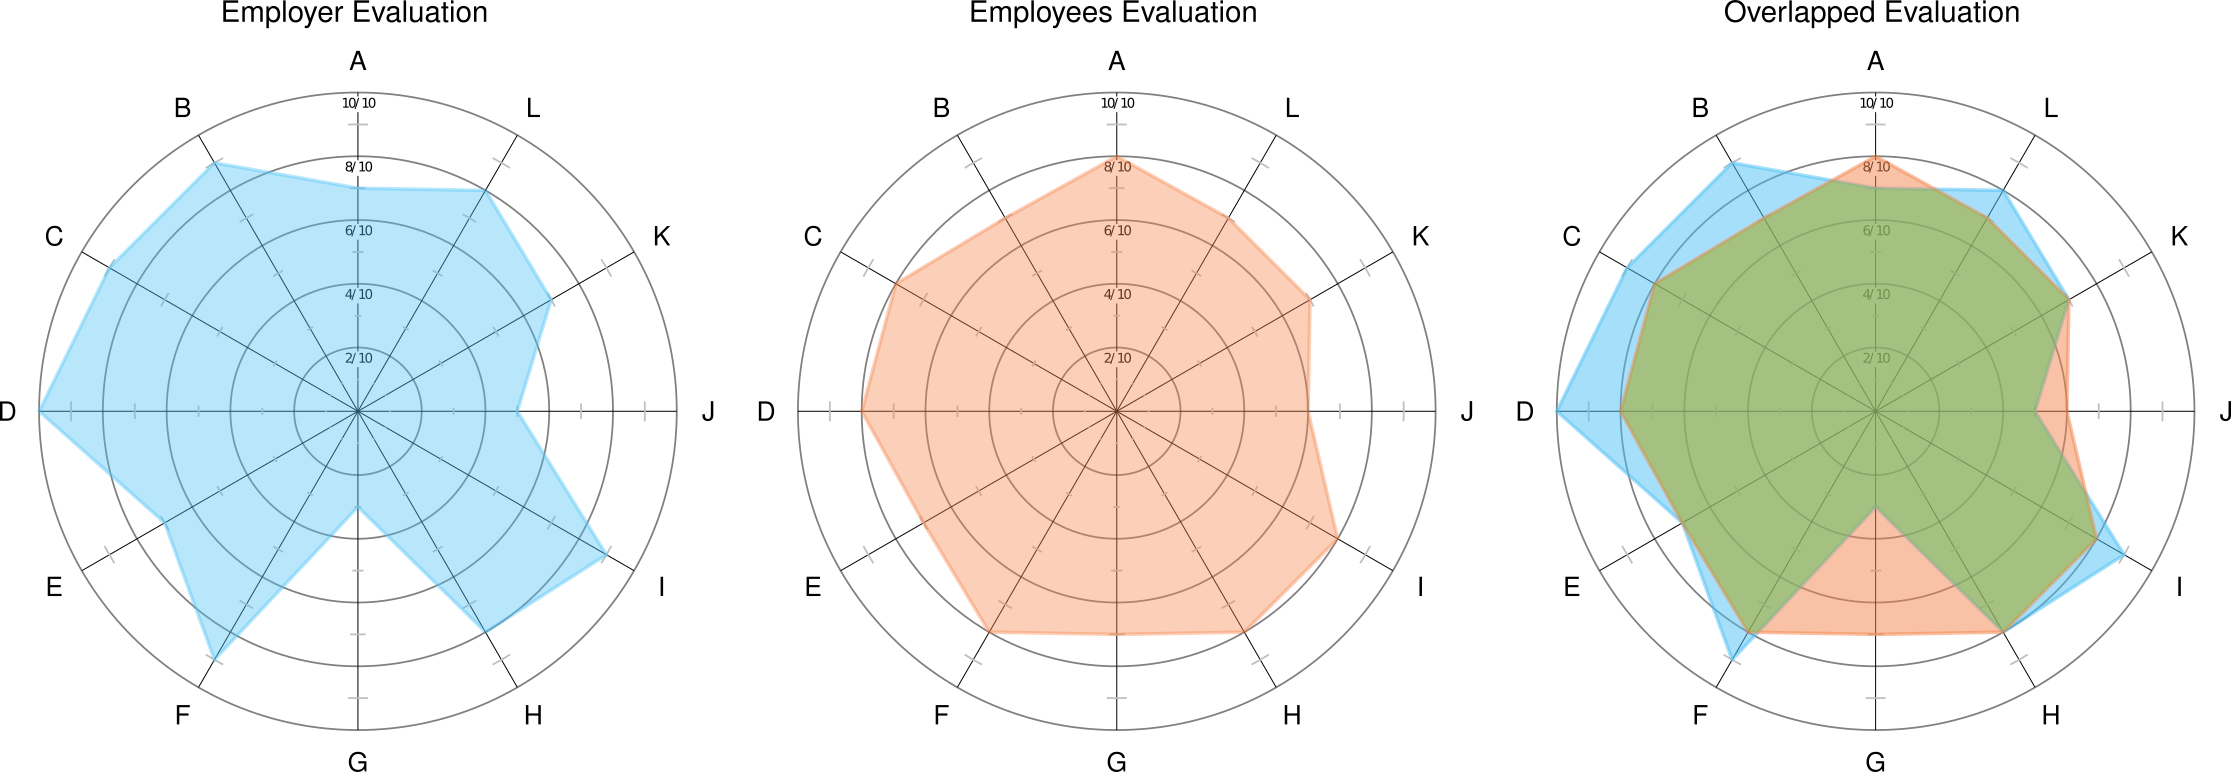 Employer Evaluation
A
B
L
C
K
D
J
E
I
F
H
G
10/10
8/10
6/10
4/10
2/10
Employees Evaluation
A
B
L
C
K
D
J
E
I
F
H
G
10/10
8/10
6/10
4/10
2/10
Overlapped Evaluation
A
B
L
C
K
D
J
E
I
F
H
G
10/10
8/10
6/10
4/10
2/10